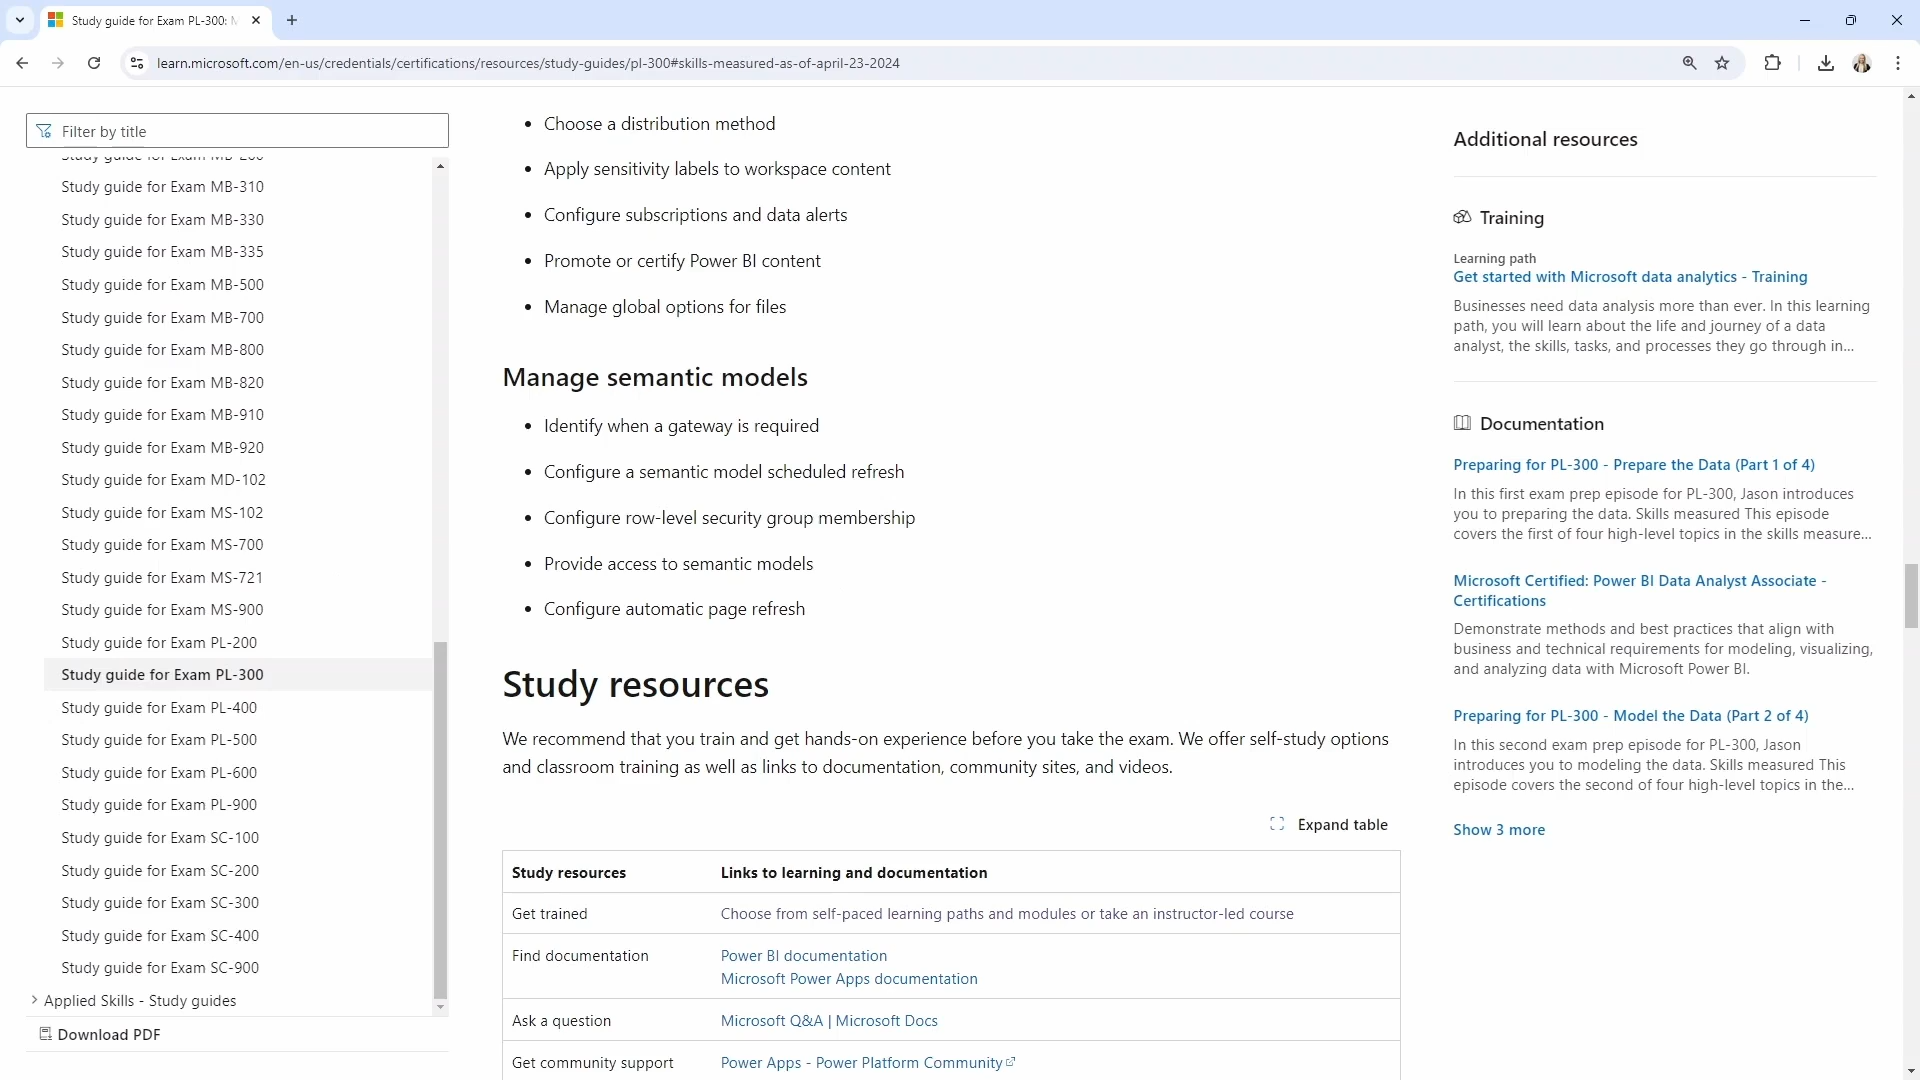 Study guide for Exam PL-300: M
learn.microsoft.com/en-us/credentials/certifications/resources/study-guides/pl-300#skills-measured-as-of-april-23-2024
Filter by title
Study guide for Exam MB-310
Study guide for Exam MB-330
Study guide for Exam MB-335
Study guide for Exam MB-500
Study guide for Exam MB-700
Study guide for Exam MB-800
Study guide for Exam MB-820
Study guide for Exam MB-910
Study guide for Exam MB-920
Study guide for Exam MD-102
Study guide for Exam MS-102
Study guide for Exam MS-700
Study guide for Exam MS-721
Study guide for Exam MS-900
Study guide for Exam PL-200
Study guide for Exam PL-300
Study guide for Exam PL-400
Study guide for Exam PL-500
Study guide for Exam PL-600
Study guide for Exam PL-900
Study guide for Exam SC-100
Study guide for Exam SC-200
Study guide for Exam SC-300
Study guide for Exam SC-400
Study guide for Exam SC-900
Applied Skills - Study guides
Download PDF
• Choose a distribution method
• Apply sensitivity labels to workspace content
• Configure subscriptions and data alerts
• Promote or certify Power BI content
• Manage global options for files
Manage semantic models
• Identify when a gateway is required
• Configure a semantic model scheduled refresh
• Configure row-level security group membership
• Provide access to semantic models
• Configure automatic page refresh
Study resources
We recommend that you train and get hands-on experience before you take the exam. We offer self-study options
and classroom training as well as links to documentation, community sites, and videos.
Expand table
Study resources Links to learning and documentation
Get trained Choose from self-paced learning paths and modules or take an instructor-led course
Find documentation Power BI documentation
Microsoft Power Apps documentation
Ask a question Microsoft Q&A | Microsoft Docs
Get community support Power Apps - Power Platform Community
Additional resources
Training
Learning path
Get started with Microsoft data analytics - Training
Businesses need data analysis more than ever. In this learning
path, you will learn about the life and journey of a data
analyst, the skills, tasks, and processes they go through in...
Documentation
Preparing for PL-300 - Prepare the Data (Part 1 of 4)
In this first exam prep episode for PL-300, Jason introduces
you to preparing the data. Skills measured This episode
covers the first of four high-level topics in the skills measure...
Microsoft Certified: Power BI Data Analyst Associate -
Certifications
Demonstrate methods and best practices that align with
business and technical requirements for modeling, visualizing,
and analyzing data with Microsoft Power BI.
Preparing for PL-300 - Model the Data (Part 2 of 4)
In this second exam prep episode for PL-300, Jason
introduces you to modeling the data. Skills measured This
episode covers the second of four high-level topics in the...
Show 3 more